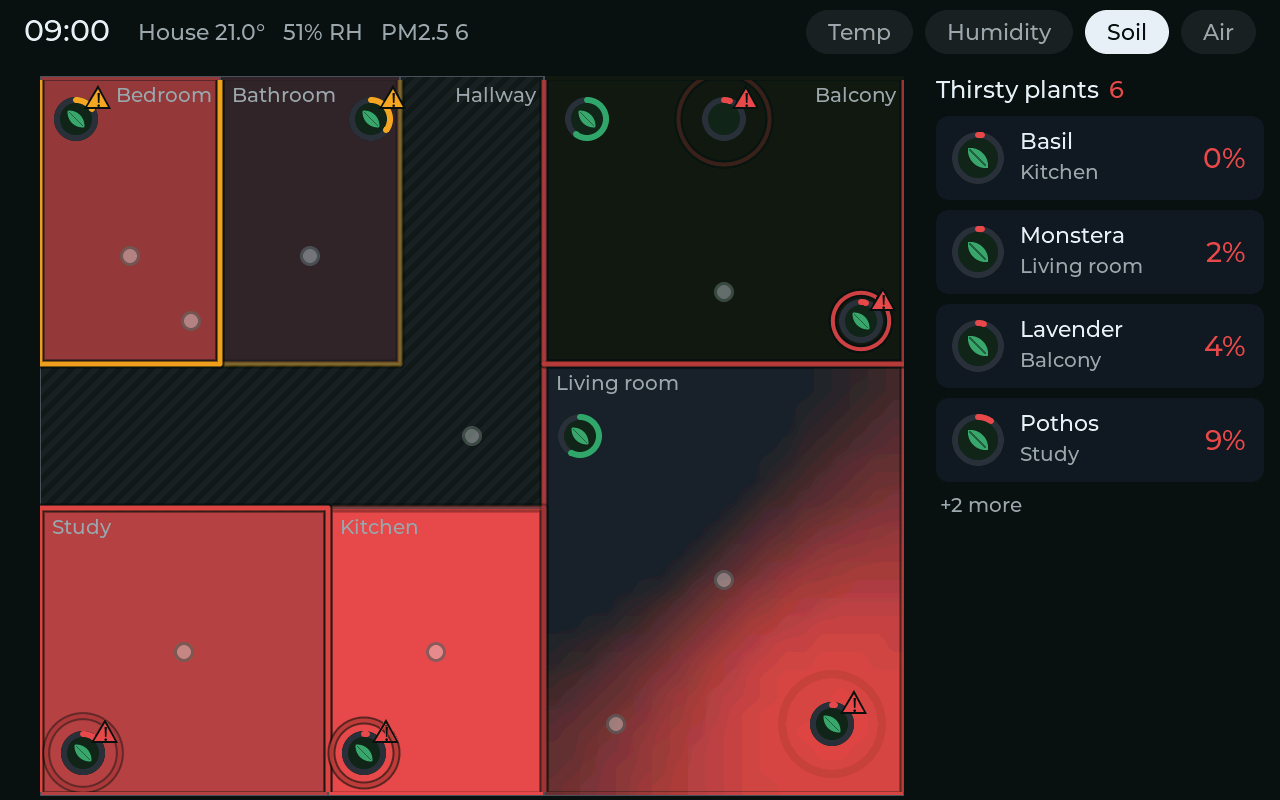 09:00 House 21.0° 51% RH PM2.5 6
Temp Humidity Soil Air
Bedroom
Bathroom
Hallway
Balcony
Living room
Study
Kitchen
Thirsty plants 6
Basil
Kitchen
0%
Monstera
Living room
2%
Lavender
Balcony
4%
Pothos
Study
9%
+2 more